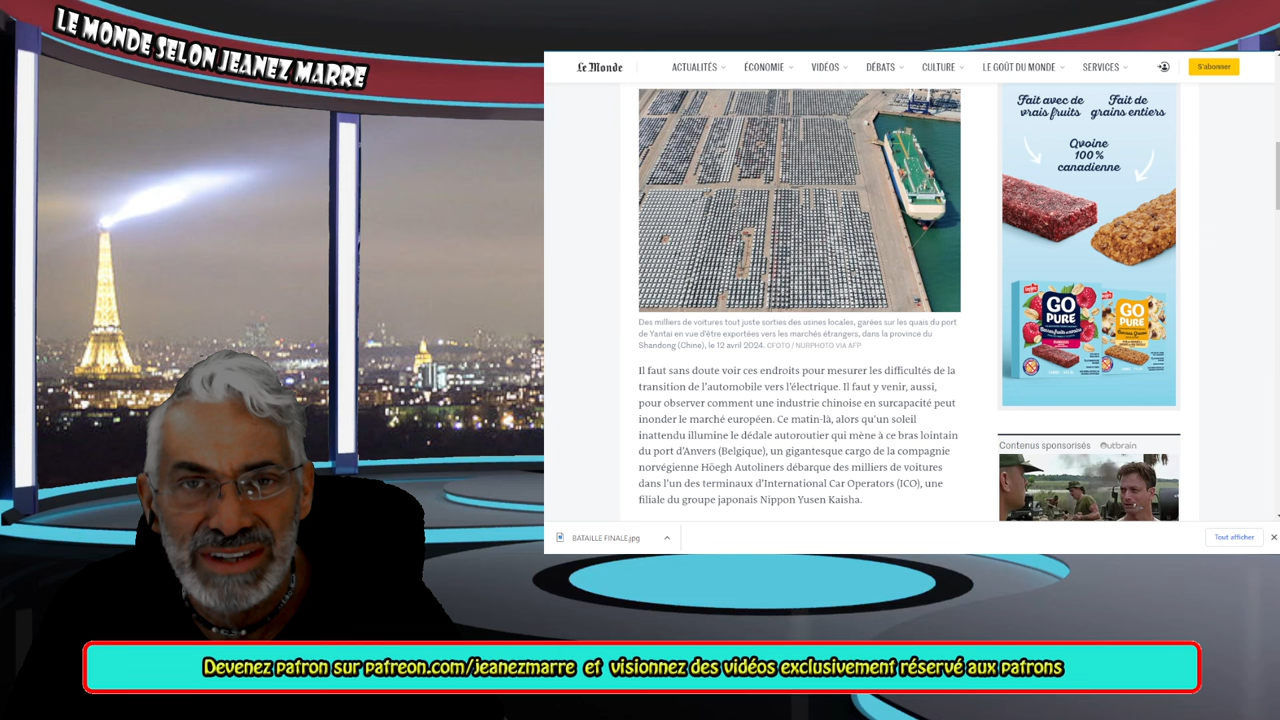 LE MONDE SELON JEANEZ MARRE
Le Monde
ACTUALITÉS
ÉCONOMIE
VIDÉOS
DÉBATS
CULTURE
LE GOÛT DU MONDE
SERVICES
S'abonner
Des milliers de voitures tout juste sorties des usines locales, garées sur les quais du port
de Yantai en vue d'être exportées vers les marchés étrangers, dans la province du
Shandong (Chine), le 12 avril 2024. CFOTO / NURPHOTO VIA AFP
Il faut sans doute voir ces endroits pour mesurer les difficultés de la
transition de l'automobile vers l'électrique. Il faut y venir, aussi,
pour observer comment une industrie chinoise en surcapacité peut
inonder le marché européen. Ce matin-là, alors qu'un soleil
inattendu illumine le dédale autoroutier qui mène à ce bras lointain
du port d'Anvers (Belgique), un gigantesque cargo de la compagnie
norvégienne Höegh Autoliners débarque des milliers de voitures
dans l'un des terminaux d'International Car Operators (ICO), une
filiale du groupe japonais Nippon Yusen Kaisha.
Fait avec de
vrais fruits
Fait de
grains entiers
Qvoine
100 %
canadienne
GO
PURE
GO
PURE
Contenus sponsorisés
Outbrain
BATAILLE FINALE.jpg
Tout afficher
Devenez patron sur patreon.com/jeanezmarre et visionnez des vidéos exclusivement réservé aux patrons